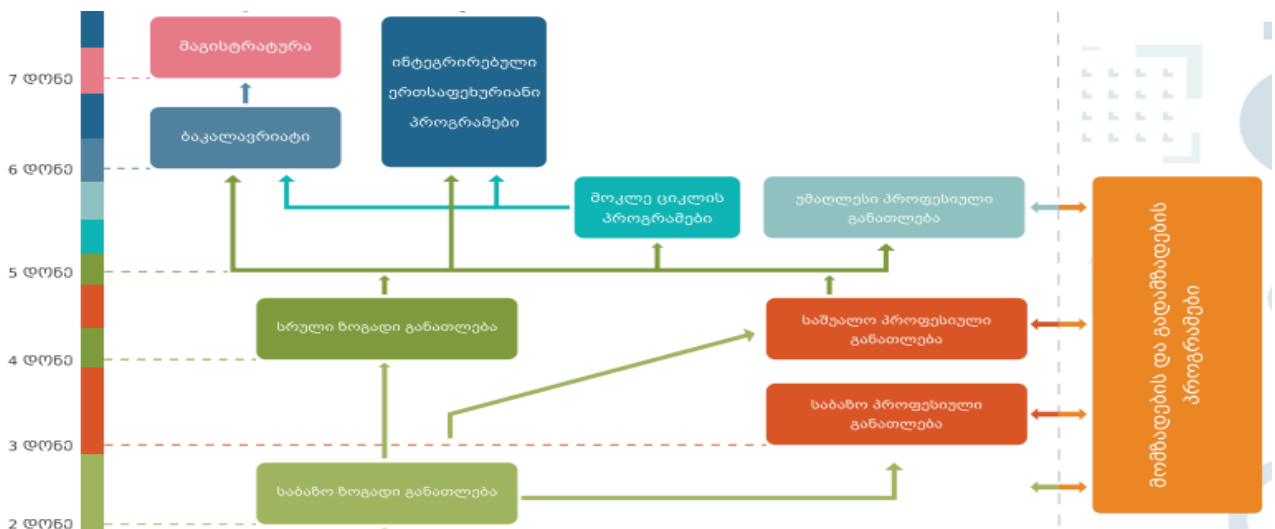 მაგისტრატურა
7 დონე
ინტეგრირებული
ერთსაფეხურიანი
პროგრამები
ბაკალავრიატი
6 დონე
მოკლე ციკლის
პროგრამები
უმაღლესი პროფესიული
განათლება
5 დონე
სრული ზოგადი განათლება
საშუალო პროფესიული
განათლება
4 დონე
საბაზო პროფესიული
განათლება
3 დონე
საბაზო ზოგადი განათლება
2 დონე
მომზადების და გადამზადების
პროგრამები